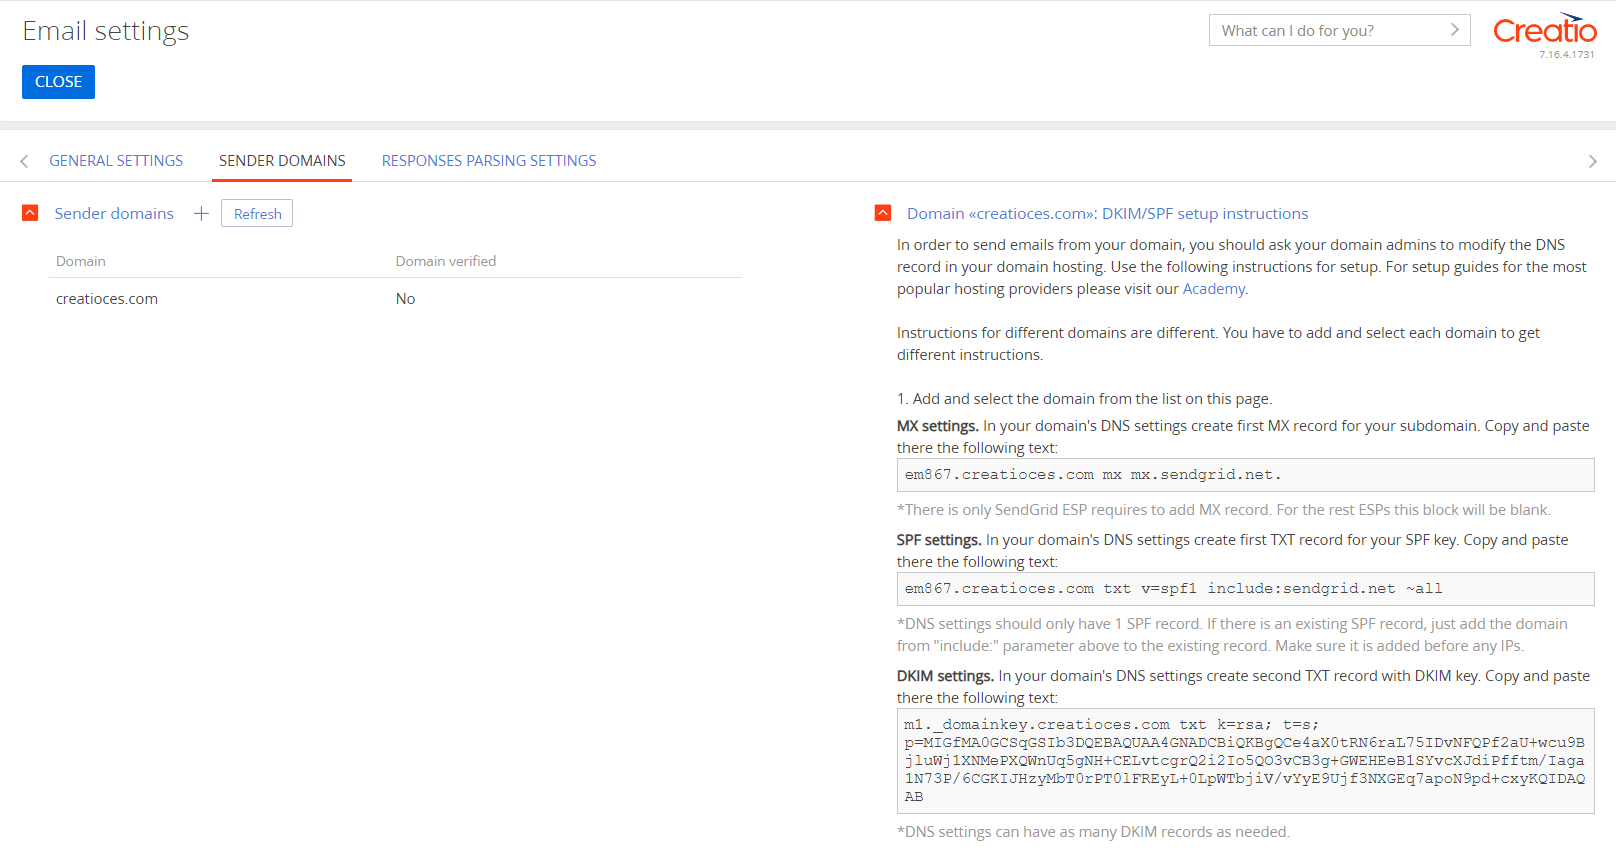 Email settings
What can I do for you?
Creatio
7.16.4.1731
CLOSE
GENERAL SETTINGS
SENDER DOMAINS
RESPONSES PARSING SETTINGS
Sender domains
Refresh
Domain
Domain verified
creatioces.com
No
Domain «creatioces.com»: DKIM/SPF setup instructions
In order to send emails from your domain, you should ask your domain admins to modify the DNS
record in your domain hosting. Use the following instructions for setup. For setup guides for the most
popular hosting providers please visit our Academy.
Instructions for different domains are different. You have to add and select each domain to get
different instructions.
1. Add and select the domain from the list on this page.
MX settings. In your domain's DNS settings create first MX record for your subdomain. Copy and paste
there the following text:
em867.creatioces.com mx mx.sendgrid.net.
*There is only SendGrid ESP requires to add MX record. For the rest ESPs this block will be blank.
SPF settings. In your domain's DNS settings create first TXT record for your SPF key. Copy and paste
there the following text:
em867.creatioces.com txt v=spf1 include:sendgrid.net ~all
*DNS settings should only have 1 SPF record. If there is an existing SPF record, just add the domain
from "include:" parameter above to the existing record. Make sure it is added before any IPs.
DKIM settings. In your domain's DNS settings create second TXT record with DKIM key. Copy and paste
there the following text:
m1._domainkey.creatioces.com txt k=rsa; t=s;
p=MIGfMA0GCSqGSIb3DQEBAQUAA4GNADCBiQKBgQCe4aX0tRN6raL75IDvNFQPf2aU+wcu9B
jluWj1XNMePXQWnUq5gNH+CELvtcgrQ2i2Io5QO3vCB3g+GWEHEeB1SYvcXJdiPfftm/Iaga
1N73P/6CGKIJHzyMbT0rPT0lFREyL+0LpWTbjiV/vYyE9Ujf3NXGEq7apoN9pd+cxyKQIDAQ
AB
*DNS settings can have as many DKIM records as needed.